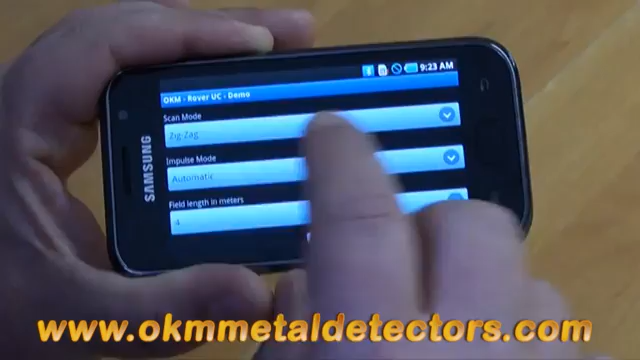 9:23 AM
OKM - Rover UC - Demo
Scan Mode
Zig-Zag
Impulse Mode
Automatic
Field length in meters
4
SAMSUNG
www.okmmetaldetectors.com